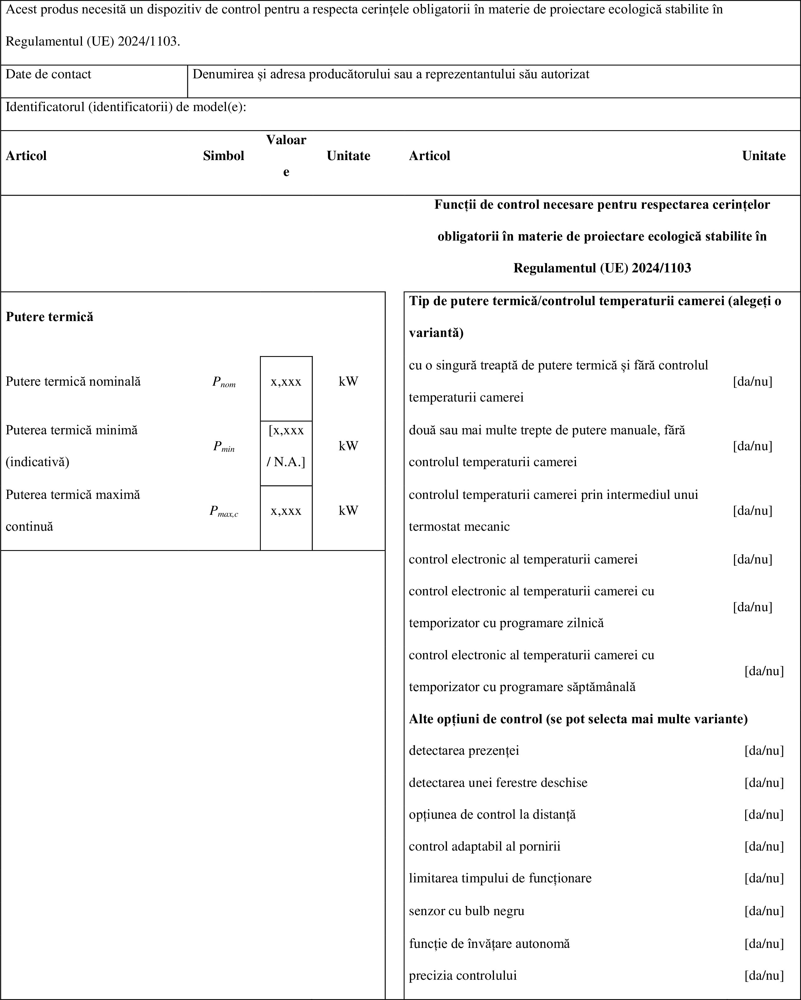 Acest produs necesită un dispozitiv de control pentru a respecta cerințele obligatorii în materie de proiectare ecologică stabilite în
Regulamentul (UE) 2024/1103.
Date de contact
Denumirea și adresa producătorului sau a reprezentantului său autorizat
Identificatorul (identificatorii) de model(e):
Articol
Simbol
Valoar
e
Unitate
Articol
Unitate
Funcții de control necesare pentru respectarea cerințelor
obligatorii în materie de proiectare ecologică stabilite în
Regulamentul (UE) 2024/1103
Putere termică
Putere termică nominală
Pnom
x,xxx
kW
Puterea termică minimă
(indicativă)
Pmin
[x,xxx
/ N.A.]
kW
Puterea termică maximă
continuă
Pmax,c
x,xxx
kW
Tip de putere termică/controlul temperaturii camerei (alegeți o
variantă)
cu o singură treaptă de putere termică și fără controlul
temperaturii camerei
[da/nu]
două sau mai multe trepte de putere manuale, fără
controlul temperaturii camerei
[da/nu]
controlul temperaturii camerei prin intermediul unui
termostat mecanic
[da/nu]
control electronic al temperaturii camerei
[da/nu]
control electronic al temperaturii camerei cu
temporizator cu programare zilnică
[da/nu]
control electronic al temperaturii camerei cu
temporizator cu programare săptămânală
[da/nu]
Alte opțiuni de control (se pot selecta mai multe variante)
detectarea prezenței
[da/nu]
detectarea unei ferestre deschise
[da/nu]
opțiunea de control la distanță
[da/nu]
control adaptabil al pornirii
[da/nu]
limitarea timpului de funcționare
[da/nu]
senzor cu bulb negru
[da/nu]
funcție de învățare autonomă
[da/nu]
precizia controlului
[da/nu]